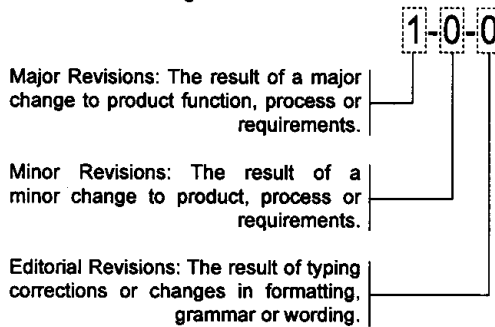 1-0-0
Major Revisions: The result of a major
change to product function, process or
requirements.
Minor Revisions: The result of a
minor change to product, process or
requirements.
Editorial Revisions: The result of typing
corrections or changes in formatting,
grammar or wording.